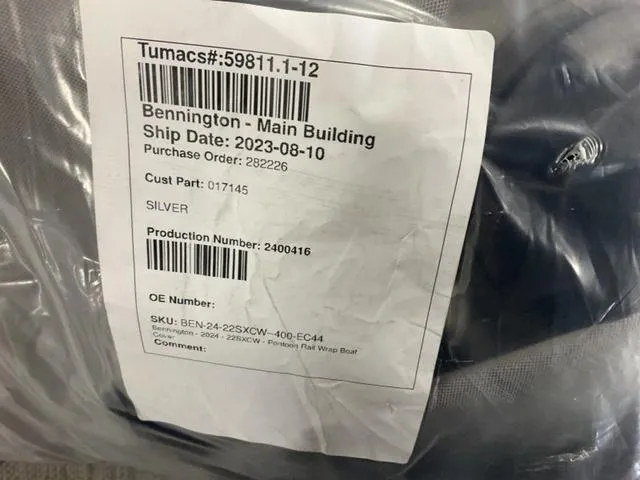 Tumacs#:59811.1-12
Bennington - Main Building
Ship Date: 2023-08-10
Purchase Order: 282226
Cust Part: 017145
SILVER
Production Number: 2400416
OE Number:
SKU: BEN-24-22SXCW--400-EC44
Bennington - 2024 - 22SXCW - Pontoon Rail Wrap Boat
Cover
Comment: